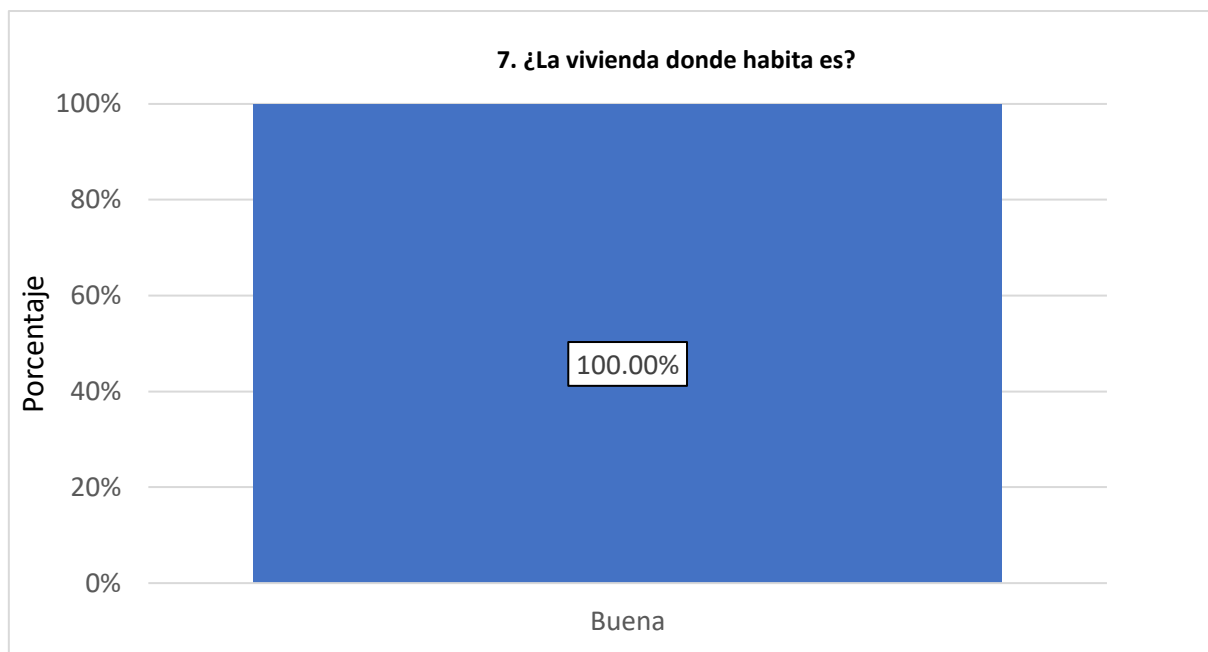 7. ¿La vivienda donde habita es?
100%
80%
60%
40%
20%
0%
Porcentaje
100.00%
Buena